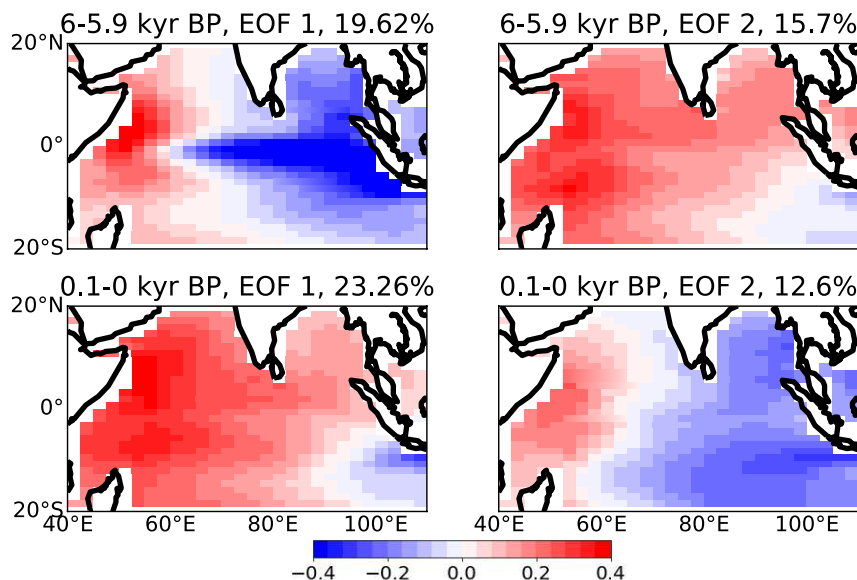 6-5.9 kyr BP, EOF 1, 19.62%
6-5.9 kyr BP, EOF 2, 15.7%
20°N
0°
20°S
0.1-0 kyr BP, EOF 1, 23.26%
0.1-0 kyr BP, EOF 2, 12.6%
20°N
0°
20°S
40°E 60°E 80°E 100°E
40°E 60°E 80°E 100°E
−0.4 −0.2 0.0 0.2 0.4